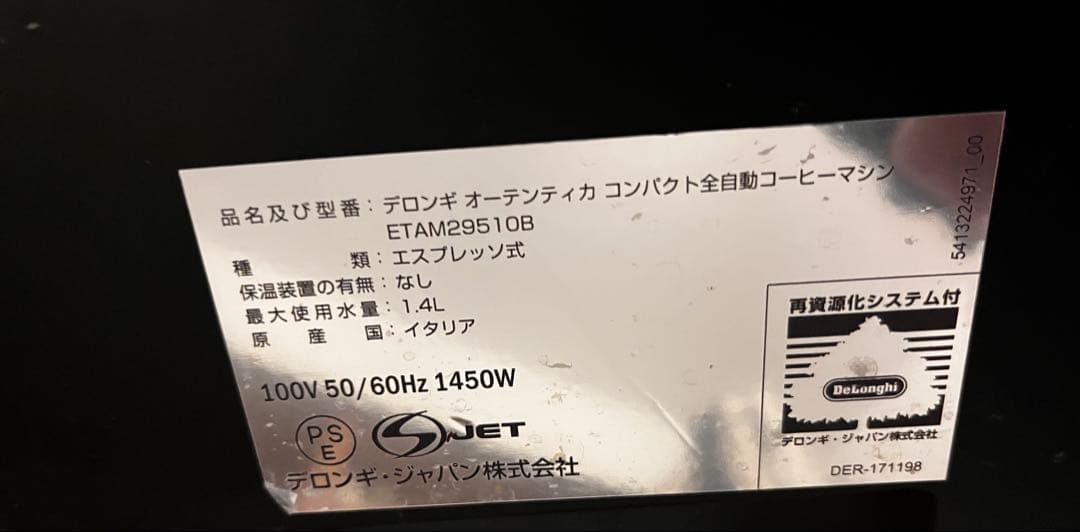 品名及び型番：デロンギ オーテンティカ コンパクト全自動コーヒーマシン
ETAM29510B
種類：エスプレッソ式
保温装置の有無：なし
最大使用水量：1.4L
原産国：イタリア
100V 50/60Hz 1450W
PS
E
S JET
デロンギ・ジャパン株式会社
5413224971_00
再資源化システム付
DeLonghi
デロンギ・ジャパン株式会社
DER-171198